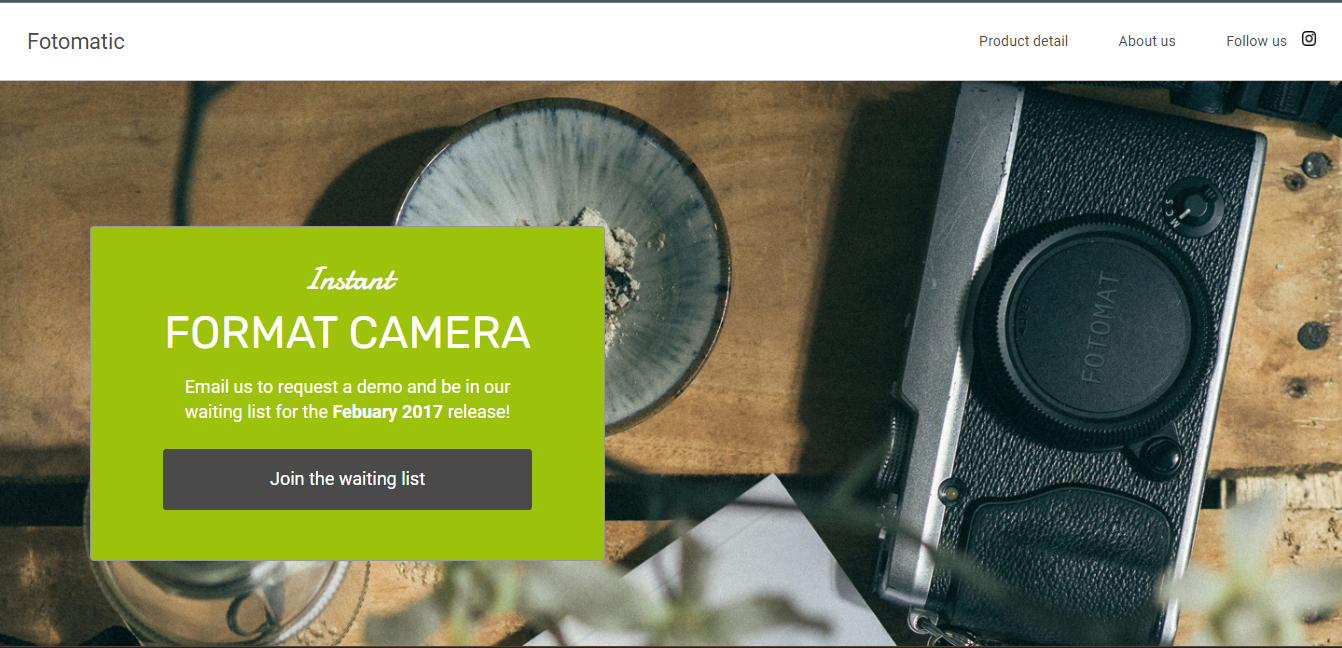 Fotomatic
Product detail
About us
Follow us
Instant
FORMAT CAMERA
Email us to request a demo and be in our
waiting list for the Febuary 2017 release!
Join the waiting list
FOTOMAT
M C S